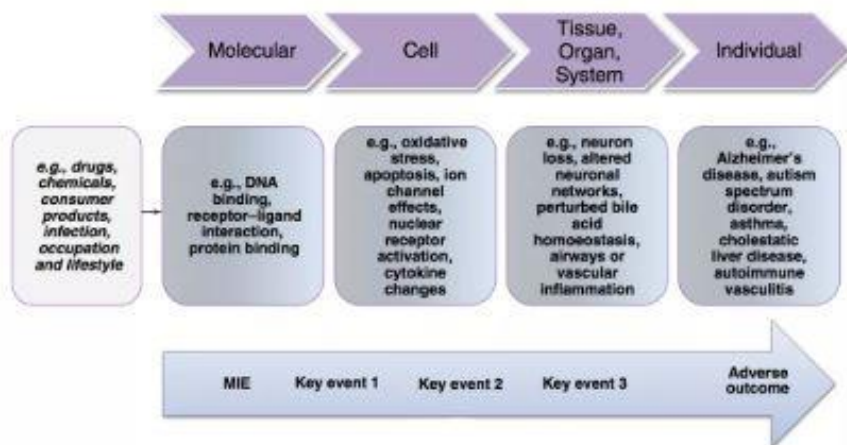 Molecular
Cell
Tissue,
Organ,
System
Individual
e.g., drugs,
chemicals,
consumer
products,
infection,
occupation
and lifestyle
e.g., DNA
binding,
receptor–ligand
interaction,
protein binding
e.g., oxidative
stress,
apoptosis, ion
channel
effects,
nuclear
receptor
activation,
cytokine
changes
e.g., neuron
loss, altered
neuronal
networks,
perturbed bile
acid
homoeostasis,
airways or
vascular
inflammation
e.g.,
Alzheimer's
disease, autism
spectrum
disorder,
asthma,
cholestatic
liver disease,
autoimmune
vasculitis
MIE
Key event 1
Key event 2
Key event 3
Adverse
outcome